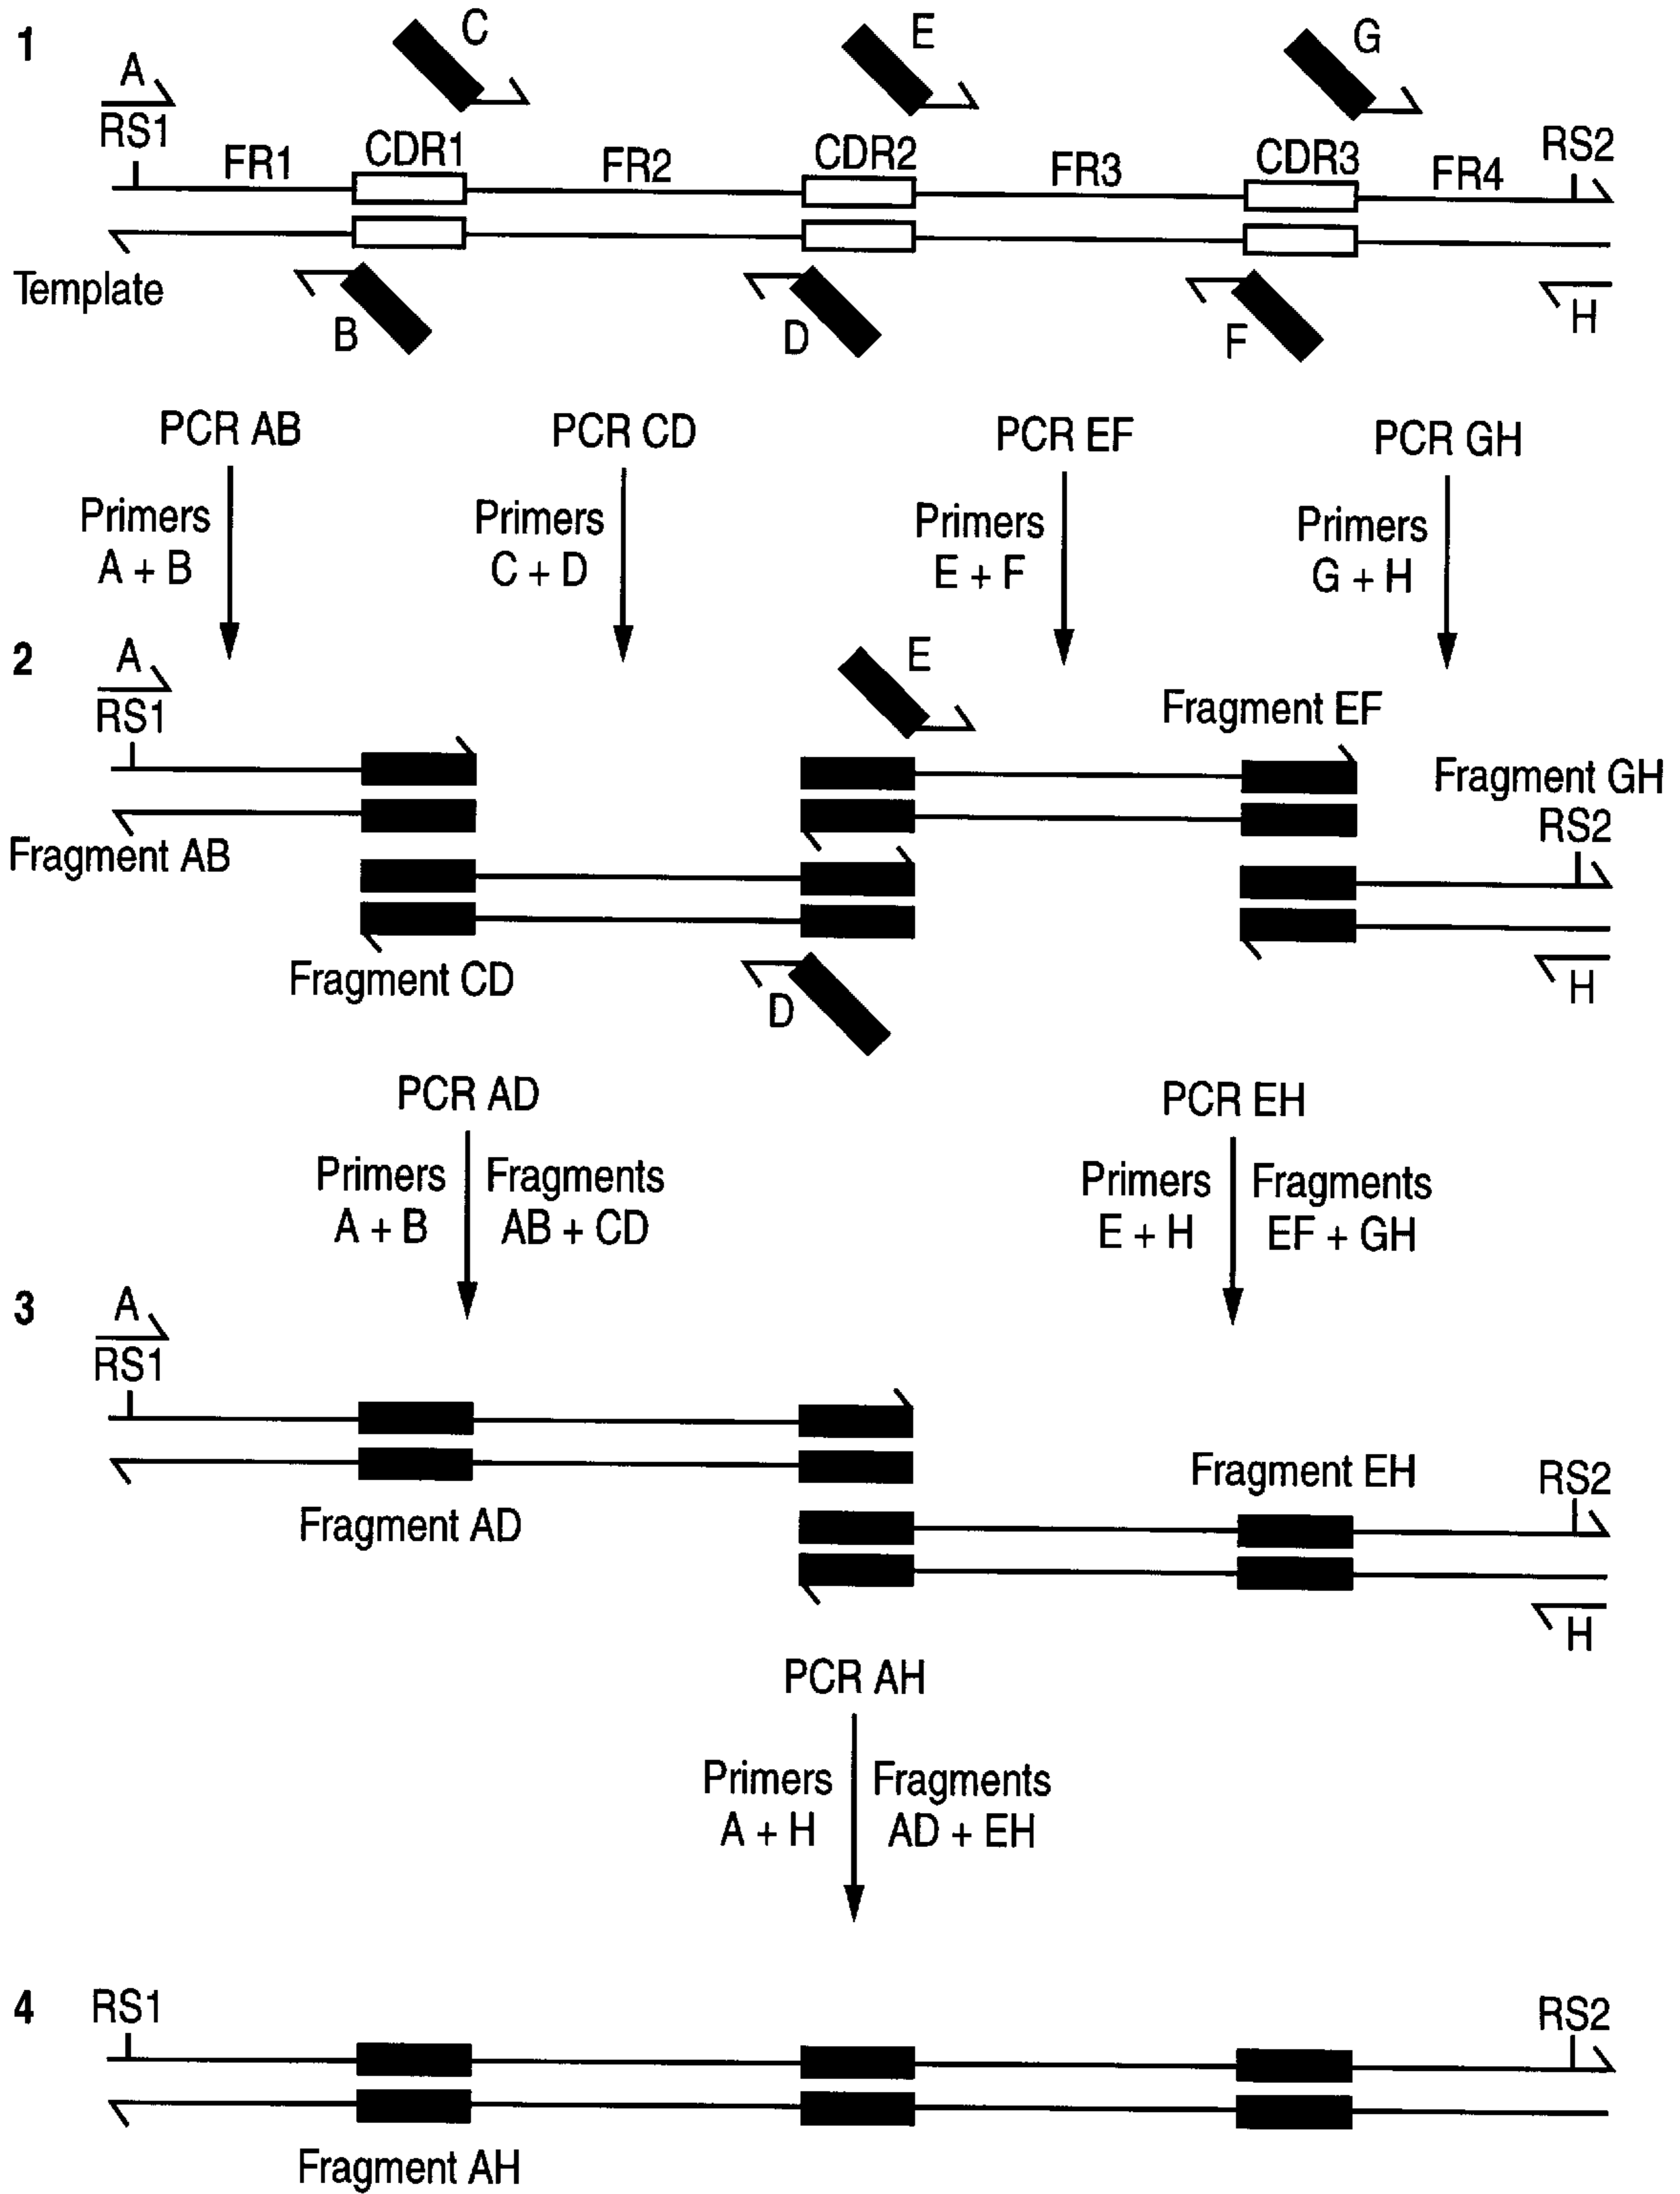 1
A
C
E
G
RS1
FR1
CDR1
FR2
CDR2
FR3
CDR3
FR4
RS2
Template
B
D
F
H
PCR AB
PCR CD
PCR EF
PCR GH
Primers
A + B
Primers
C + D
Primers
E + F
Primers
G + H
2
A
RS1
E
Fragment EF
Fragment GH
RS2
Fragment AB
Fragment CD
D
H
PCR AD
Primers
A + B
Fragments
AB + CD
PCR EH
Primers
E + H
Fragments
EF + GH
3
A
RS1
Fragment AD
Fragment EH
RS2
H
PCR AH
Primers
A + H
Fragments
AD + EH
4
RS1
RS2
Fragment AH